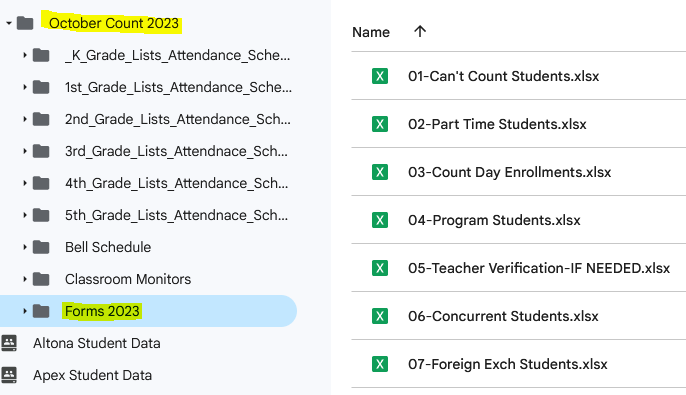 October Count 2023
_K_Grade_Lists_Attendance_Sche...
1st_Grade_Lists_Attendance_Sche...
2nd_Grade_Lists_Attendance_Sch...
3rd_Grade_Lists_Attednace_Sch...
4th_Grade_Lists_Attendance_Sch...
5th_Grade_Lists_Attednace_Sch...
Bell Schedule
Classroom Monitors
Forms 2023
Altona Student Data
Apex Student Data
Name
01-Can't Count Students.xlsx
02-Part Time Students.xlsx
03-Count Day Enrollments.xlsx
04-Program Students.xlsx
05-Teacher Verification-IF NEEDED.xlsx
06-Concurrent Students.xlsx
07-Foreign Exch Students.xlsx